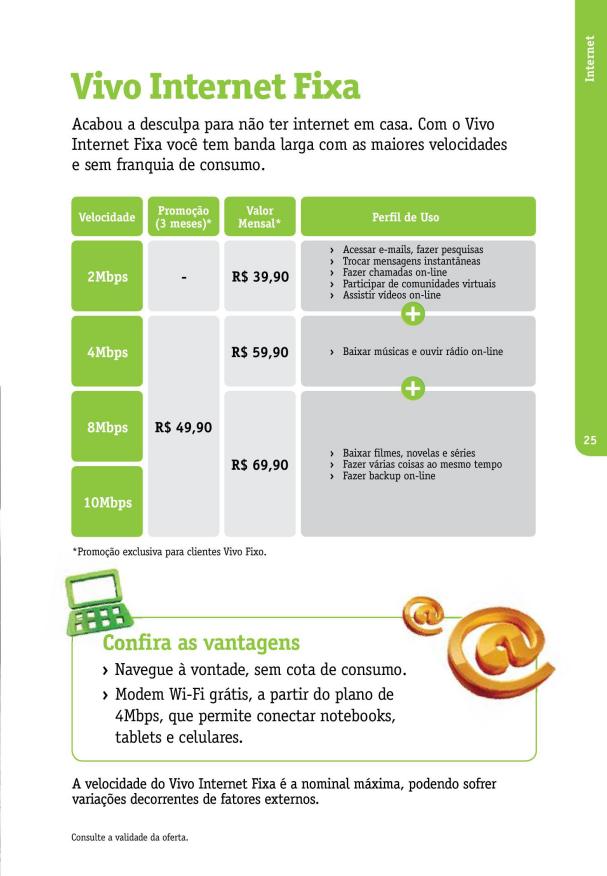 Internet
Vivo Internet Fixa
Acabou a desculpa para não ter internet em casa. Com o Vivo
Internet Fixa você tem banda larga com as maiores velocidades
e sem franquia de consumo.
Velocidade
Promoção
(3 meses)*
Valor
Mensal*
Perfil de Uso
2Mbps
-
R$ 39,90
› Acessar e-mails, fazer pesquisas
› Trocar mensagens instantâneas
› Fazer chamadas on-line
› Participar de comunidades virtuais
› Assistir vídeos on-line
+
4Mbps
R$ 59,90
› Baixar músicas e ouvir rádio on-line
+
8Mbps
R$ 49,90
R$ 69,90
› Baixar filmes, novelas e séries
› Fazer várias coisas ao mesmo tempo
› Fazer backup on-line
10Mbps
25
*Promoção exclusiva para clientes Vivo Fixo.
@
@
Confira as vantagens
› Navegue à vontade, sem cota de consumo.
› Modem Wi-Fi grátis, a partir do plano de
4Mbps, que permite conectar notebooks,
tablets e celulares.
A velocidade do Vivo Internet Fixa é a nominal máxima, podendo sofrer
variações decorrentes de fatores externos.
Consulte a validade da oferta.